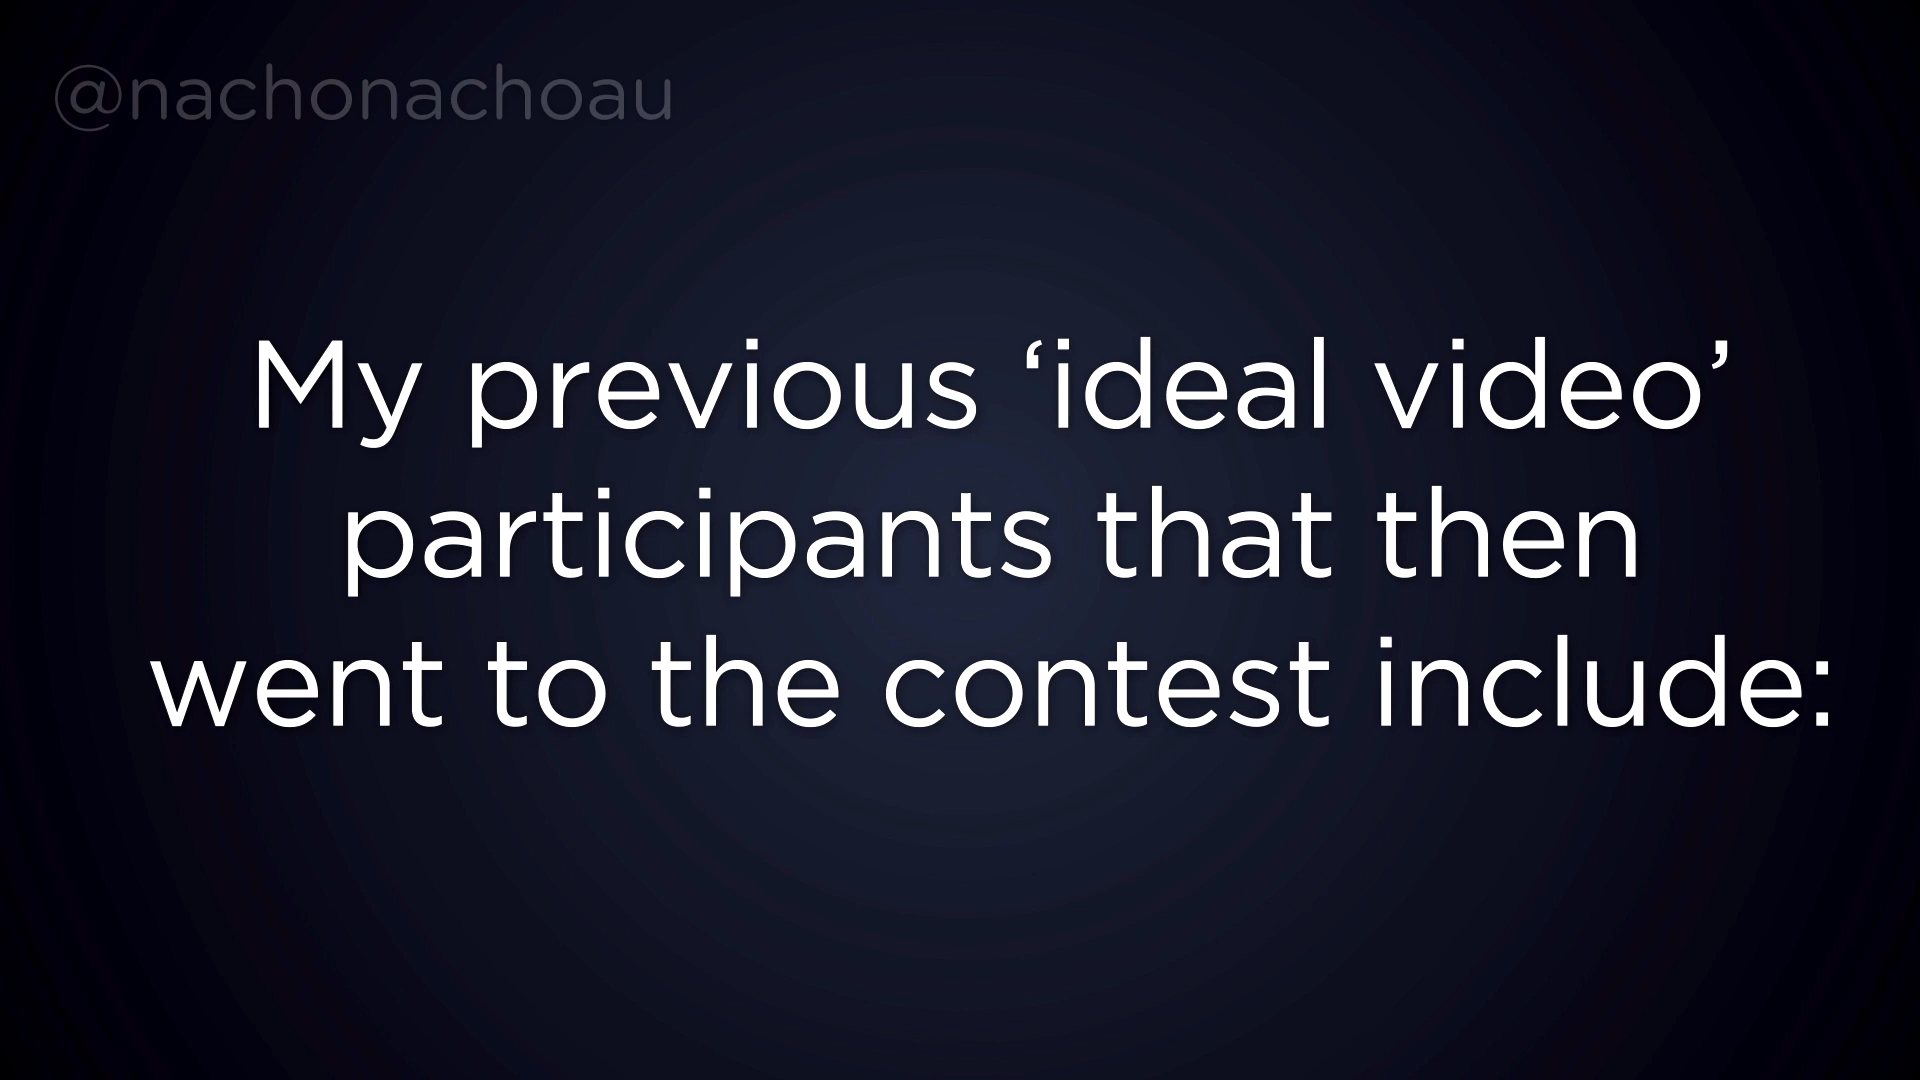 @nachonachoau
My previous ‘ideal video’
participants that then
went to the contest include: